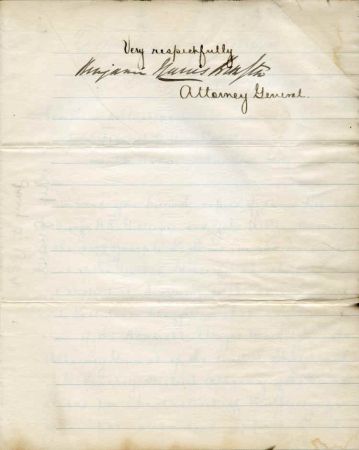 Very respectfully
Benjamin Harris Brewster
Attorney General.